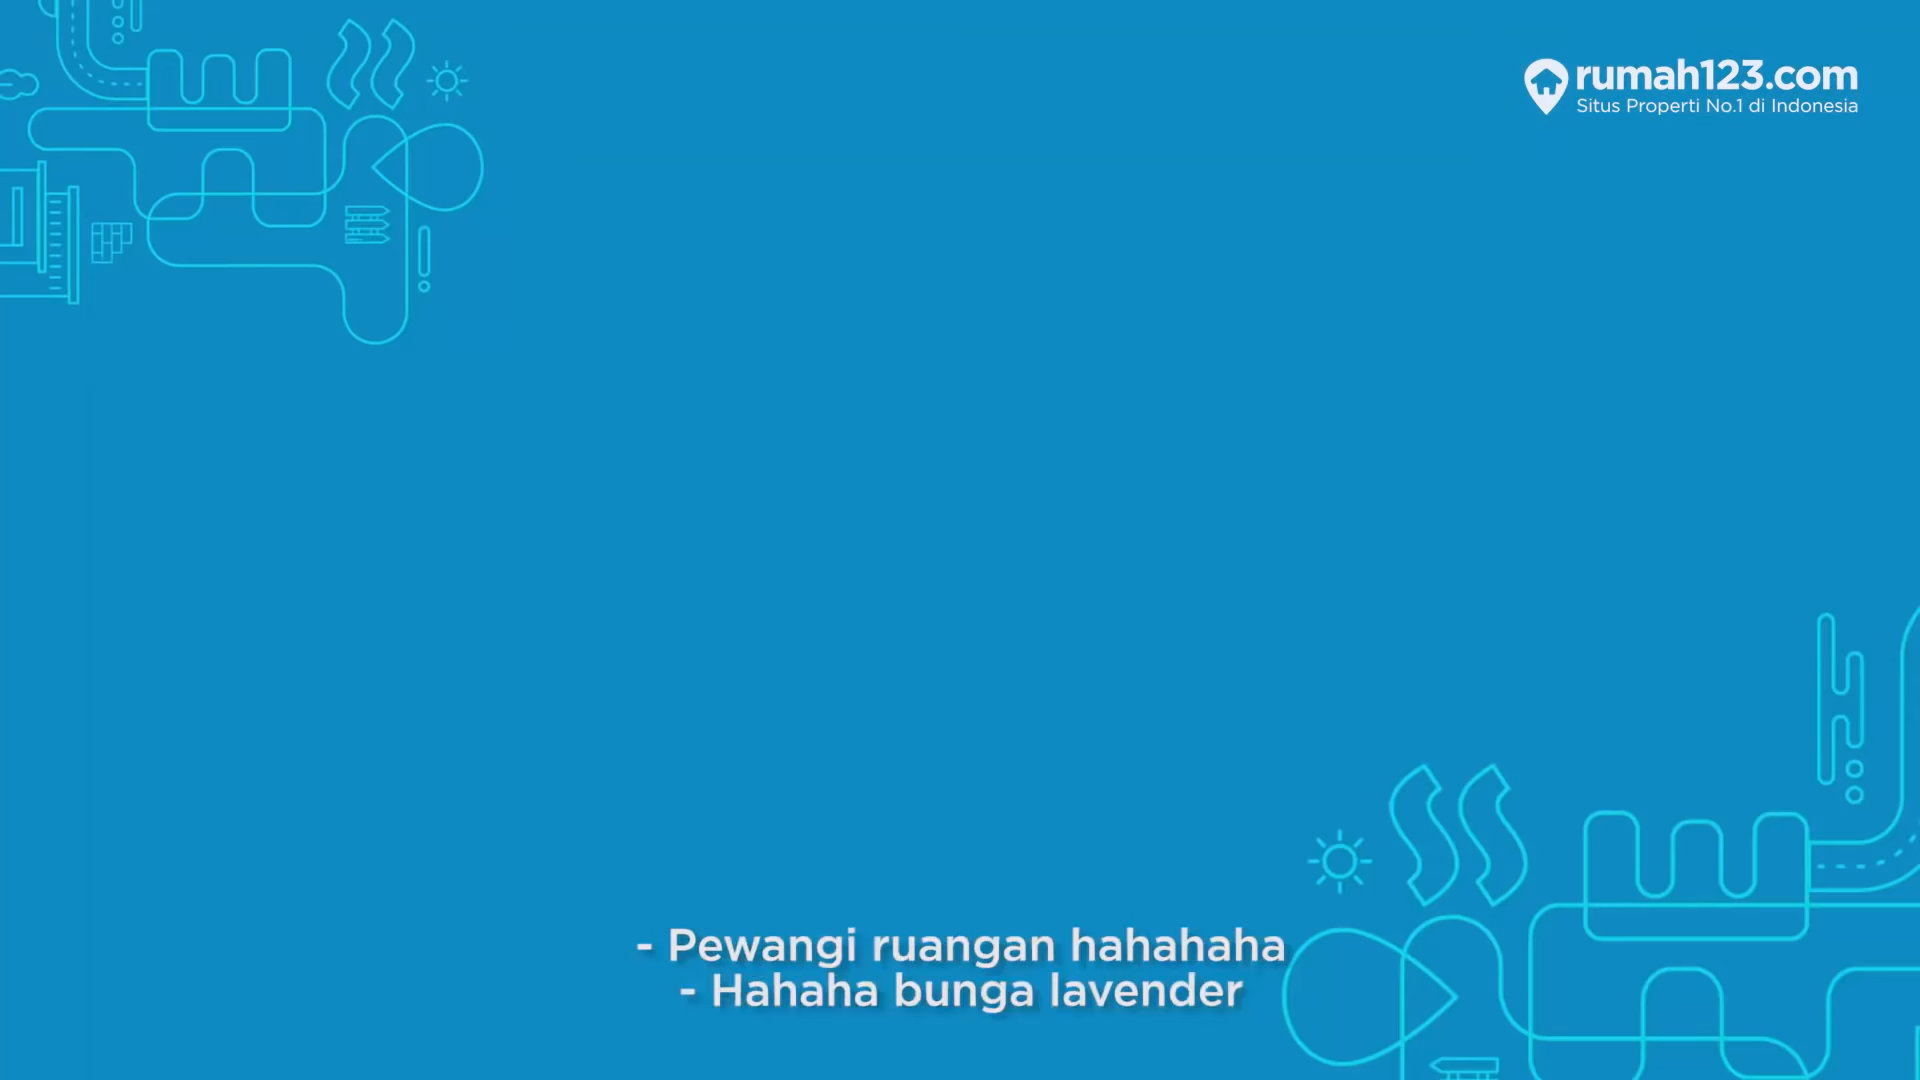 rumah123.com
Situs Properti No.1 di Indonesia
- Pewangi ruangan hahahaha
- Hahaha bunga lavender